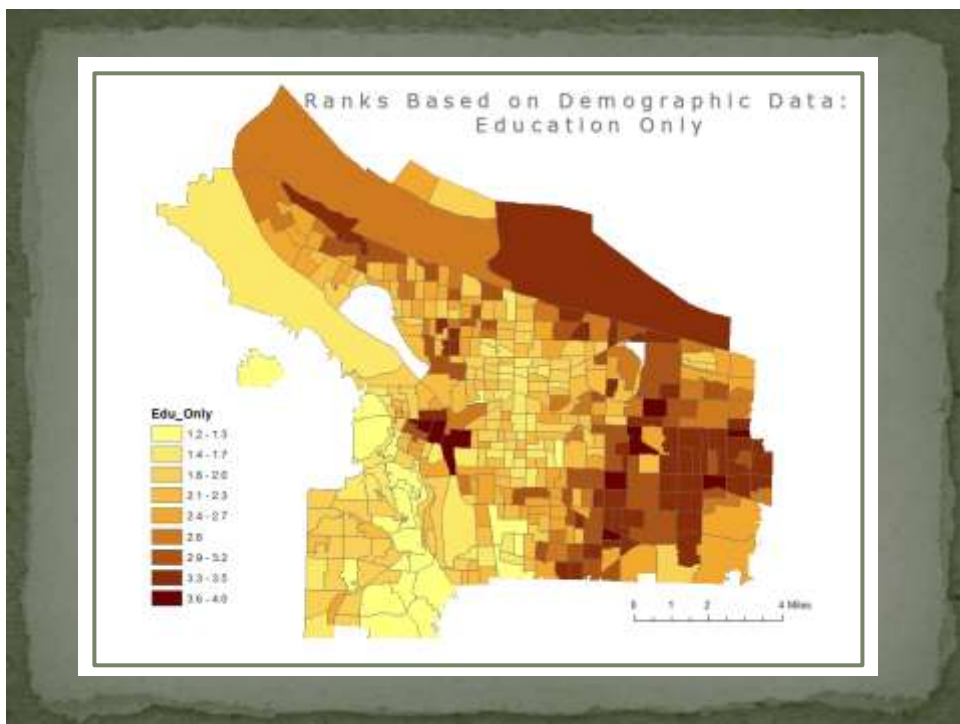 Ranks Based on Demographic Data:
Education Only
Edu_Only
1.2 - 1.3
1.4 - 1.7
1.8 - 2.0
2.1 - 2.3
2.4 - 2.7
2.8
2.9 - 3.2
3.3 - 3.5
3.6 - 4.0
0 1 2 4 Miles